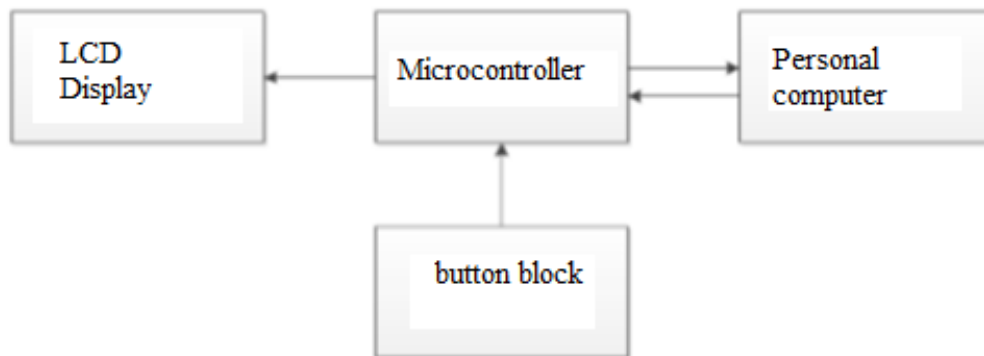 LCD
Display
Microcontroller
Personal
computer
button block